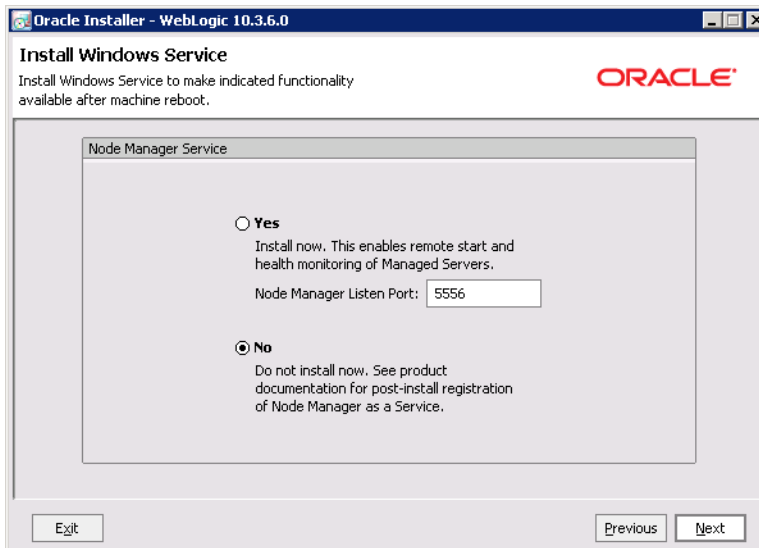 Oracle Installer - WebLogic 10.3.6.0
Install Windows Service
Install Windows Service to make indicated functionality
available after machine reboot.
ORACLE
Node Manager Service
Yes
Install now. This enables remote start and
health monitoring of Managed Servers.
Node Manager Listen Port: 5556
No
Do not install now. See product
documentation for post-install registration
of Node Manager as a Service.
Exit Previous Next